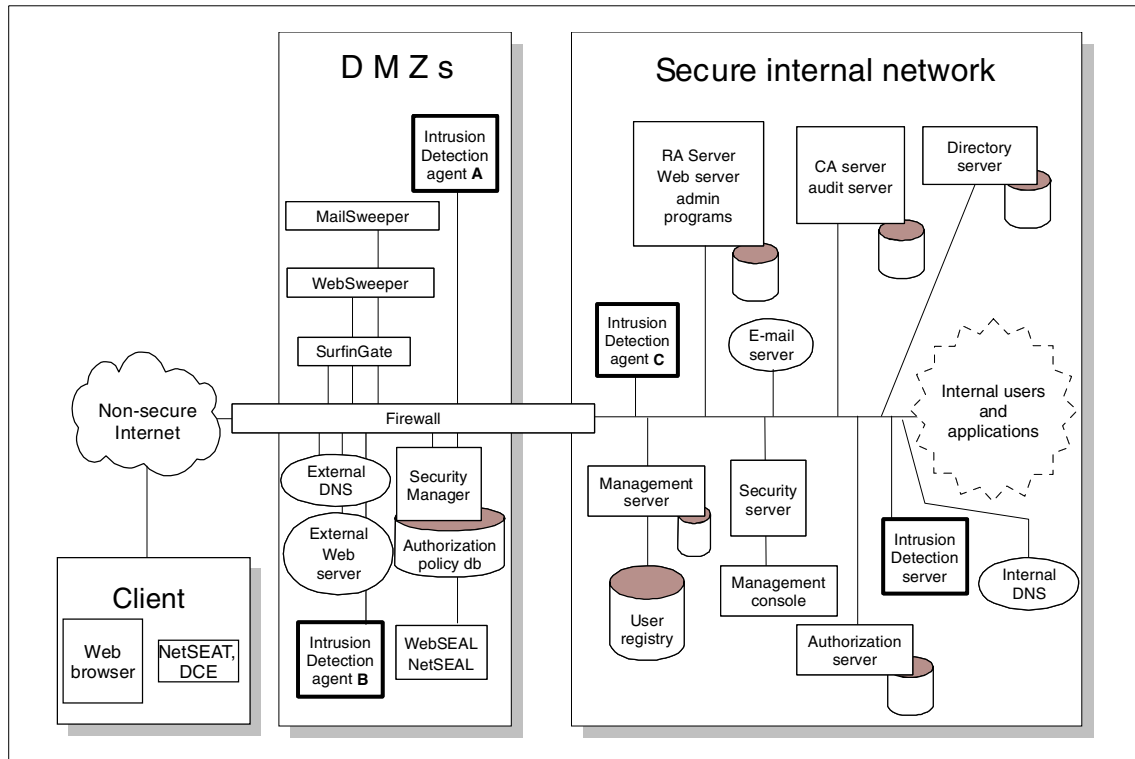 D M Z s
Secure internal network
Intrusion
Detection
agent A
MailSweeper
WebSweeper
SurfinGate
RA Server
Web server
admin
programs
CA server
audit server
Directory
server
Intrusion
Detection
agent C
E-mail
server
Internal users
and
applications
Non-secure
Internet
Firewall
External
DNS
Security
Manager
External
Web
server
Authorization
policy db
Intrusion
Detection
agent B
WebSEAL
NetSEAL
Management
server
Security
server
User
registry
Management
console
Authorization
server
Intrusion
Detection
server
Internal
DNS
Client
Web
browser
NetSEAT,
DCE